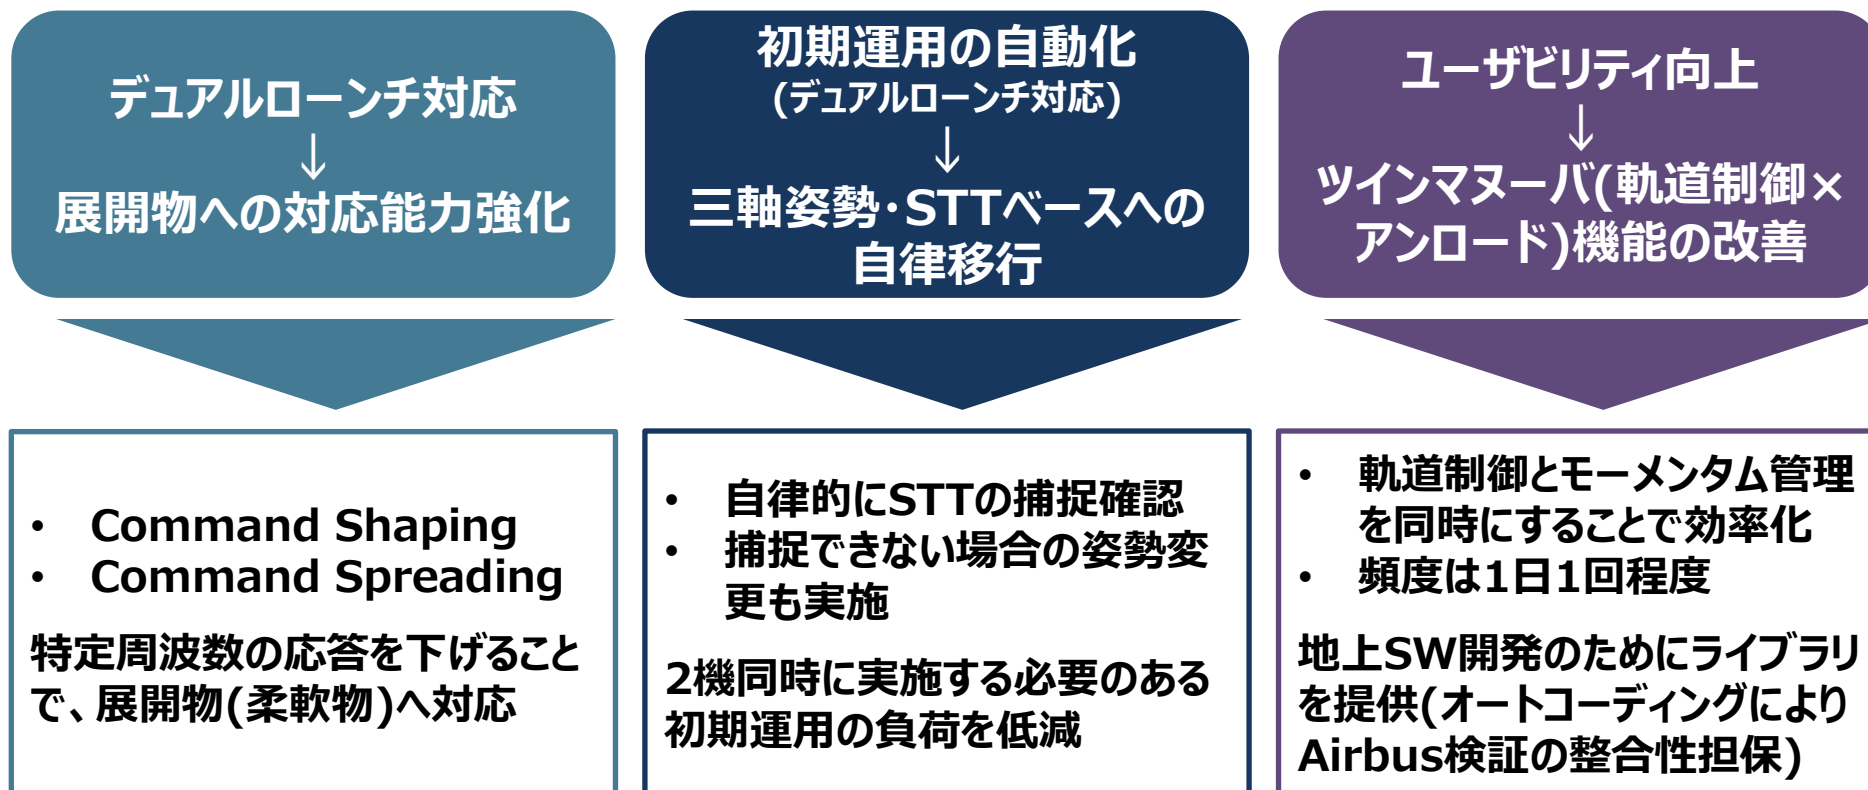 デュアルローンチ対応
↓
展開物への対応能力強化
初期運用の自動化
(デュアルローンチ対応)
↓
三軸姿勢・STTベースへの
自律移行
ユーザビリティ向上
↓
ツインマヌーバ(軌道制御×
アンロード)機能の改善
• Command Shaping
• Command Spreading
特定周波数の応答を下げること
で、展開物(柔軟物)へ対応
• 自律的にSTTの捕捉確認
• 捕捉できない場合の姿勢変
更も実施
2機同時に実施する必要のある
初期運用の負荷を低減
• 軌道制御とモーメンタム管理
を同時にすることで効率化
• 頻度は1日1回程度
地上SW開発のためにライブラリ
を提供(オートコーディングにより
Airbus検証の整合性担保)